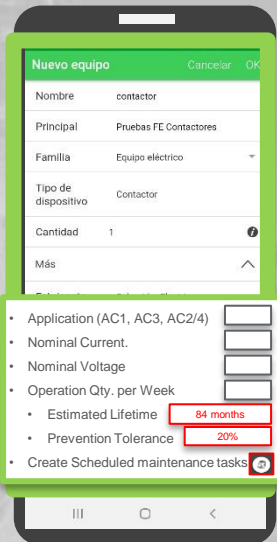 Nuevo equipo Cancelar OK
Nombre contactor
Principal Pruebas FE Contactores
Familia Equipo eléctrico
Tipo de dispositivo Contactor
Cantidad 1
Más
• Application (AC1, AC3, AC2/4)
• Nominal Current.
• Nominal Voltage
• Operation Qty. per Week
• Estimated Lifetime 84 months
• Prevention Tolerance 20%
• Create Scheduled maintenance tasks